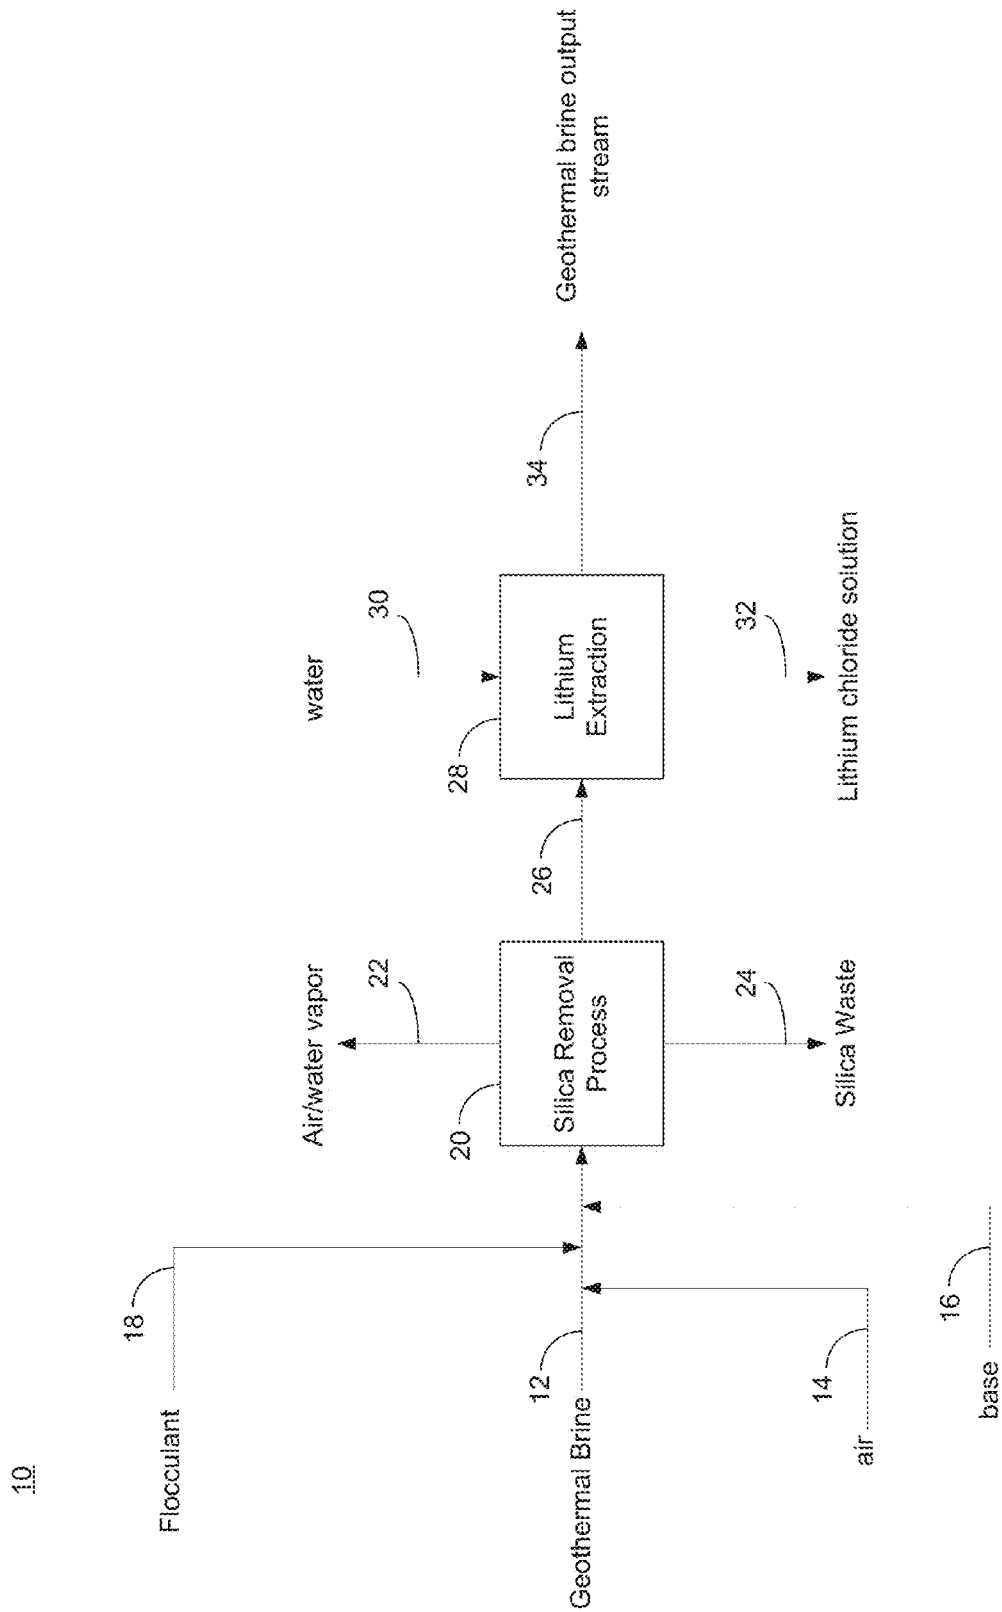 10
Flocculant
18
Geothermal Brine
12
air
14
base
16
Air/water vapor
22
20
Silica Removal
Process
24
Silica Waste
26
water
30
28
Lithium
Extraction
32
Lithium chloride solution
34
Geothermal brine output
stream